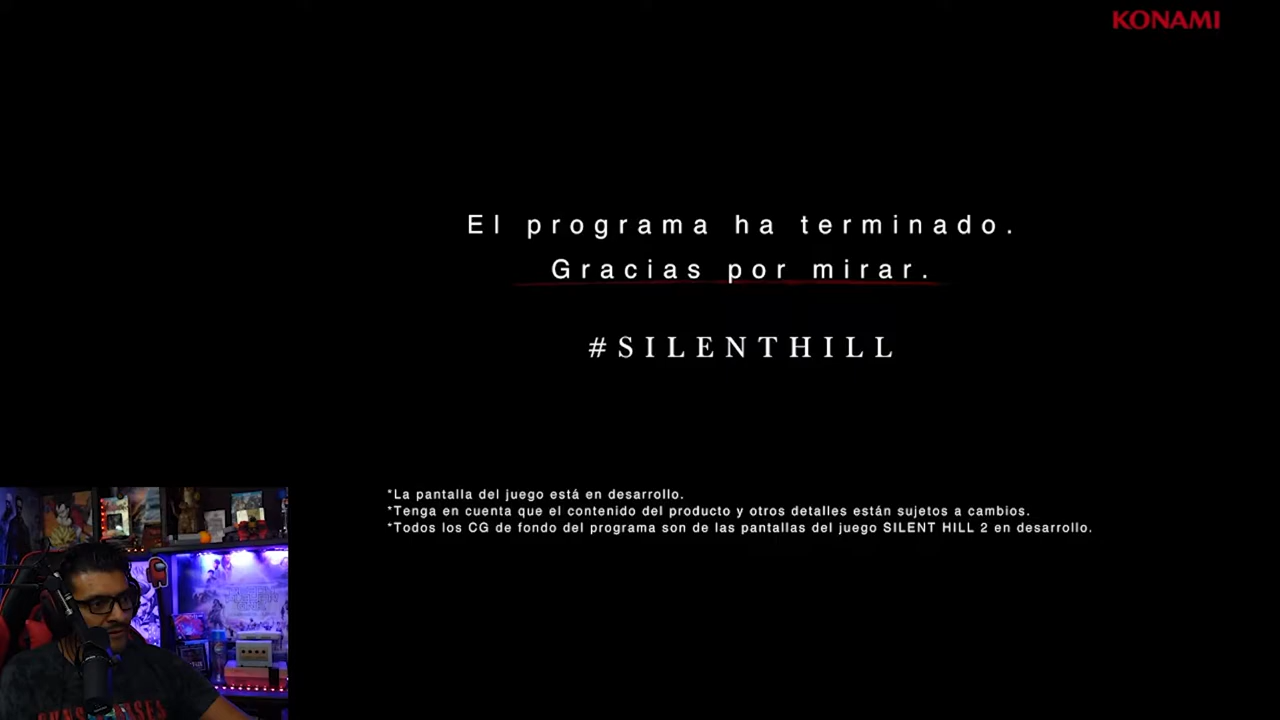 KONAMI
El programa ha terminado.
Gracias por mirar.
#SILENTHILL
*La pantalla del juego está en desarrollo.
*Tenga en cuenta que el contenido del producto y otros detalles están sujetos a cambios.
*Todos los CG de fondo del programa son de las pantallas del juego SILENT HILL 2 en desarrollo.